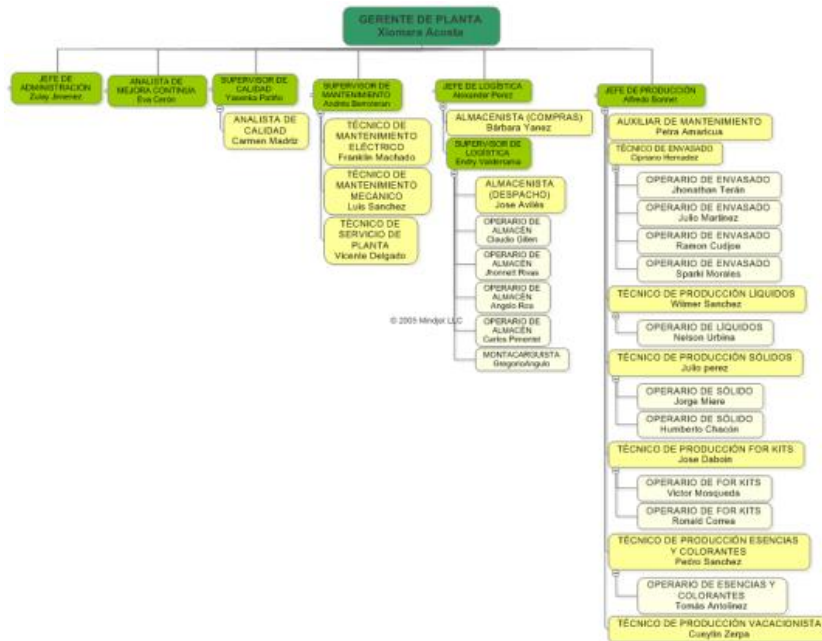 GERENTE DE PLANTA
Xiomara Acosta
JEFE DE
ADMINISTRACIÓN
Zulay Jimenez
ANALISTA DE
MEJORA CONTINUA
Eva Cerón
SUPERVISOR DE
CALIDAD
Patiño
ANALISTA DE
CALIDAD
Carmen Madriz
SUPERVISOR DE
MANTENIMIENTO
Andrés
TÉCNICO DE
MANTENIMIENTO
ELÉCTRICO
Franklin Machado
TÉCNICO DE
MANTENIMIENTO
MECÁNICO
Luis Sanchez
TÉCNICO DE
SERVICIO DE
PLANTA
Vicente Delgado
JEFE DE LOGÍSTICA
Alexander Perez
ALMACENISTA (COMPRAS)
Bárbara Yanez
SUPERVISOR DE
LOGÍSTICA
Endry
ALMACENISTA
(DESPACHO)
Jose Avilés
OPERARIO DE
ALMACÉN
Claudio
OPERARIO DE
ALMACÉN
Rivas
OPERARIO DE
ALMACÉN
Angelo
OPERARIO DE
ALMACÉN
Carlos Pimentel
MONTACARGUISTA
GregorioAngulo
© 2005 Mindjet LLC
JEFE DE PRODUCCIÓN
Alfredo Bonnet
AUXILIAR DE MANTENIMIENTO
Petra Amaricua
TÉCNICO DE ENVASADO
Cipriano Hernadez
OPERARIO DE ENVASADO
Jhonathan Terán
OPERARIO DE ENVASADO
Julio Martinez
OPERARIO DE ENVASADO
Ramon Cudjoe
OPERARIO DE ENVASADO
Sparki Morales
TÉCNICO DE PRODUCCIÓN LÍQUIDOS
Wilmer Sanchez
OPERARIO DE LÍQUIDOS
Nelson Urbina
TÉCNICO DE PRODUCCIÓN SÓLIDOS
Julio perez
OPERARIO DE SÓLIDO
Jorge Miere
OPERARIO DE SÓLIDO
Humberto Chacón
TÉCNICO DE PRODUCCIÓN FOR KITS
Jose Daboin
OPERARIO DE FOR KITS
Victor Mosqueda
OPERARIO DE FOR KITS
Ronald Correa
TÉCNICO DE PRODUCCIÓN ESENCIAS
Y COLORANTES
Pedro Sanchez
OPERARIO DE ESENCIAS Y
COLORANTES
Tomás Antolinez
TÉCNICO DE PRODUCCIÓN VACACIONISTA
Cueylin Zerpa